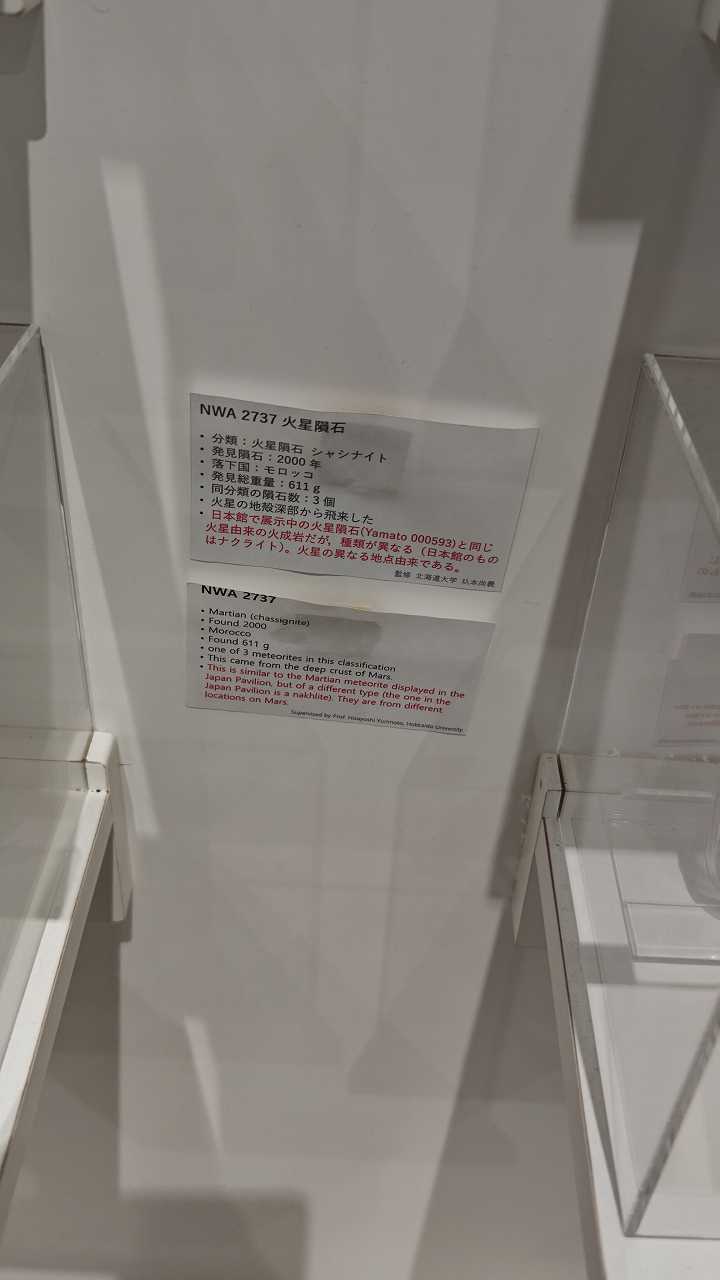 NWA 2737 火星隕石
• 分類：火星隕石 シャシナイト
• 発見隕石：2000 年
• 落下国：モロッコ
• 発見総重量：611 g
• 同分類の隕石数：3 個
• 火星の地殻深部から飛来した
• 日本館で展示中の火星隕石(Yamato 000593)と同じ
火星由来の火成岩だが、種類が異なる（日本館のもの
はナクライト）。火星の異なる地点由来である。
監修 北海道大学 圦本尚義
NWA 2737
• Martian (chassignite)
• Found 2000
• Morocco
• Found 611 g
• one of 3 meteorites in this classification
• This came from the deep crust of Mars.
• This is similar to the Martian meteorite displayed in the
Japan Pavilion, but of a different type (the one in the
Japan Pavilion is a nakhlite). They are from different
locations on Mars.
Supervised by Prof. Hisayoshi Yurimoto, Hokkaido University